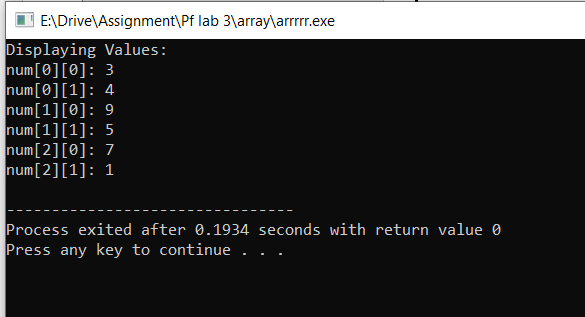 E:\Drive\Assignment\Pf lab 3\array\arrrrr.exe
Displaying Values:
num[0][0]: 3
num[0][1]: 4
num[1][0]: 9
num[1][1]: 5
num[2][0]: 7
num[2][1]: 1
--------------------------------
Process exited after 0.1934 seconds with return value 0
Press any key to continue . . .